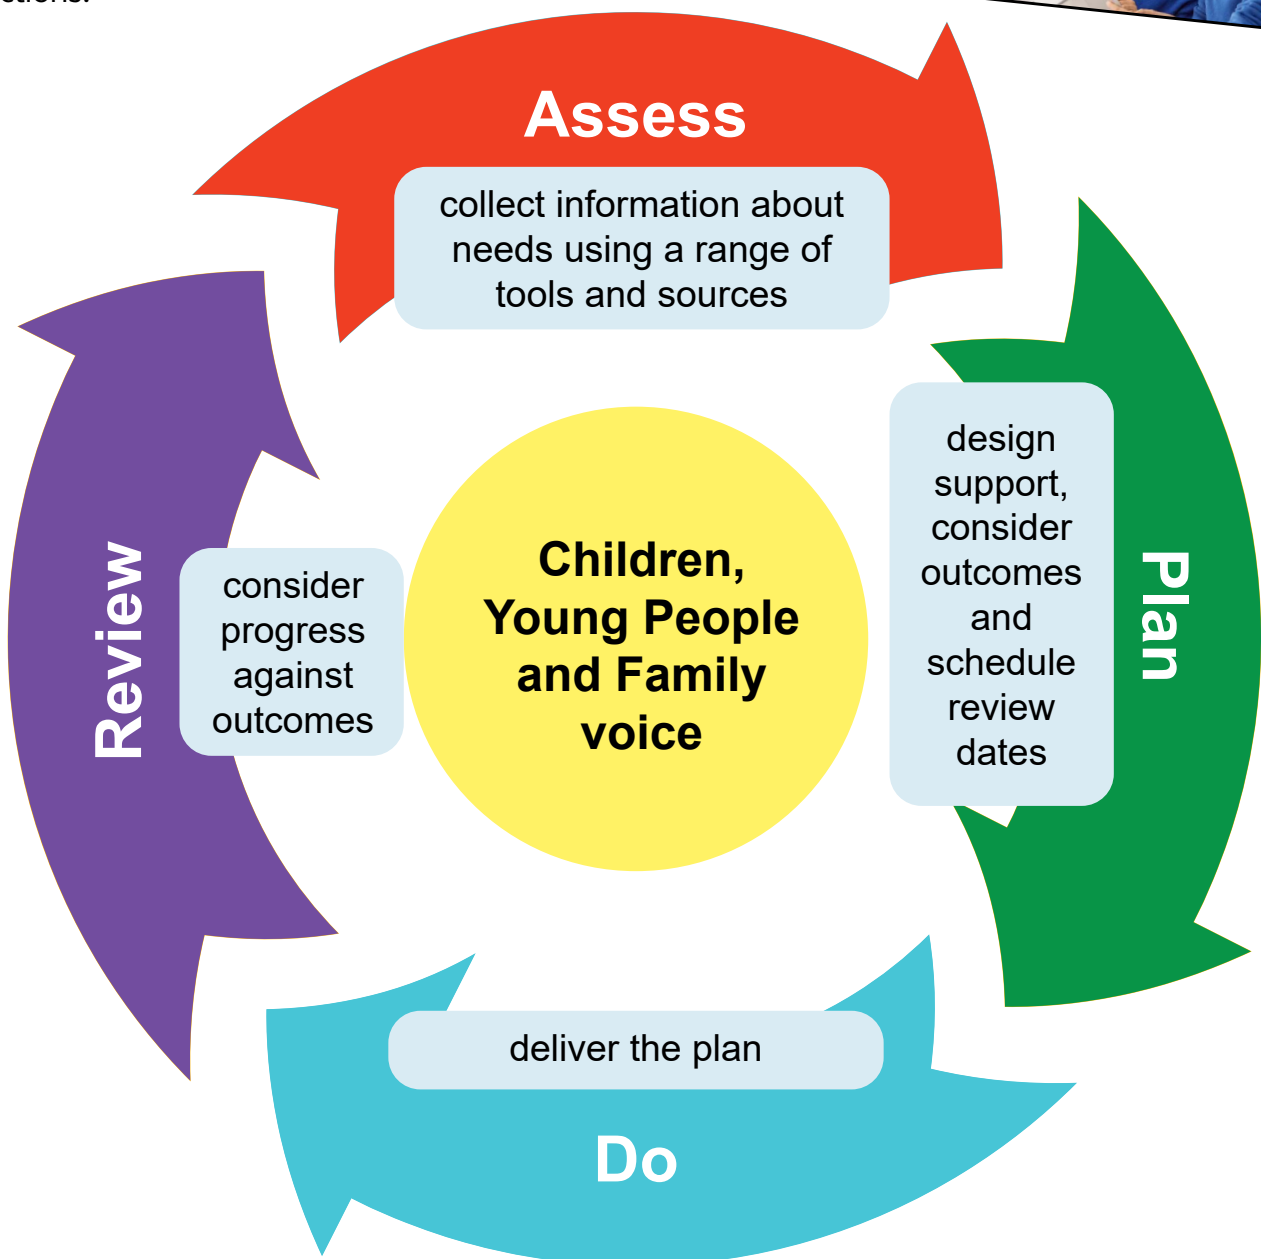 Assess
collect information about
needs using a range of
tools and sources
design
support,
consider
outcomes
and
schedule
review
dates
Plan
deliver the plan
Do
Review
consider
progress
against
outcomes
Children,
Young People
and Family
voice